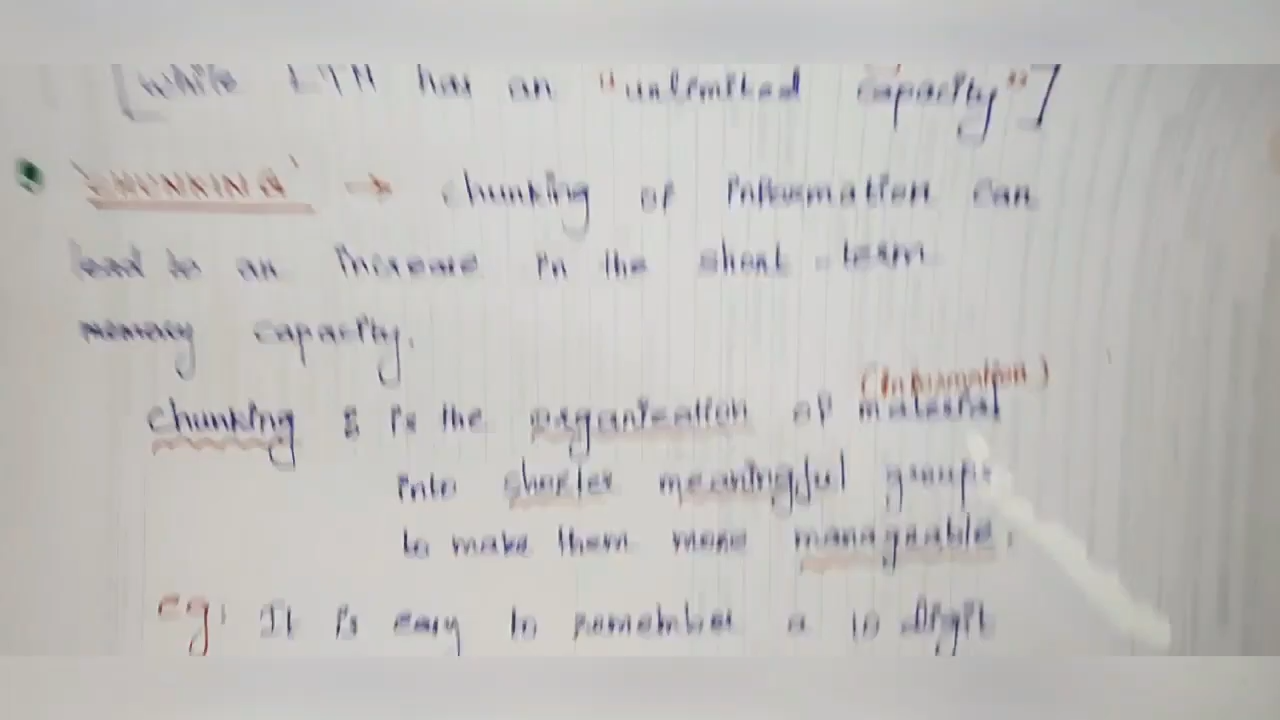 [while LTM has an "unlimited capacity"]
'CHUNKING' → chunking of information can
lead to an increase in the short-term
memory capacity.
(information)
chunking : is the organization of material
into shorter meaningful groups
to make them more manageable.
eg: It is easy to remember a 10 digit